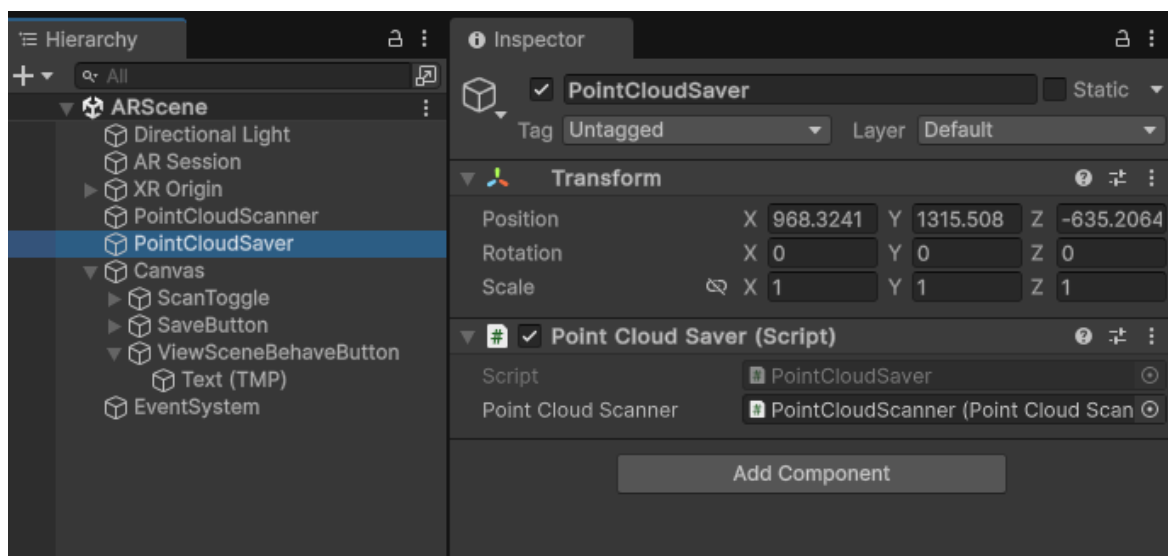 Hierarchy
All
ARScene
Directional Light
AR Session
XR Origin
PointCloudScanner
PointCloudSaver
Canvas
ScanToggle
SaveButton
ViewSceneBehaveButton
Text (TMP)
EventSystem
Inspector
PointCloudSaver Static
Tag Untagged Layer Default
Transform
Position X 968.3241 Y 1315.508 Z -635.2064
Rotation X 0 Y 0 Z 0
Scale X 1 Y 1 Z 1
# Point Cloud Saver (Script)
Script # PointCloudSaver
Point Cloud Scanner # PointCloudScanner (Point Cloud Scan
Add Component